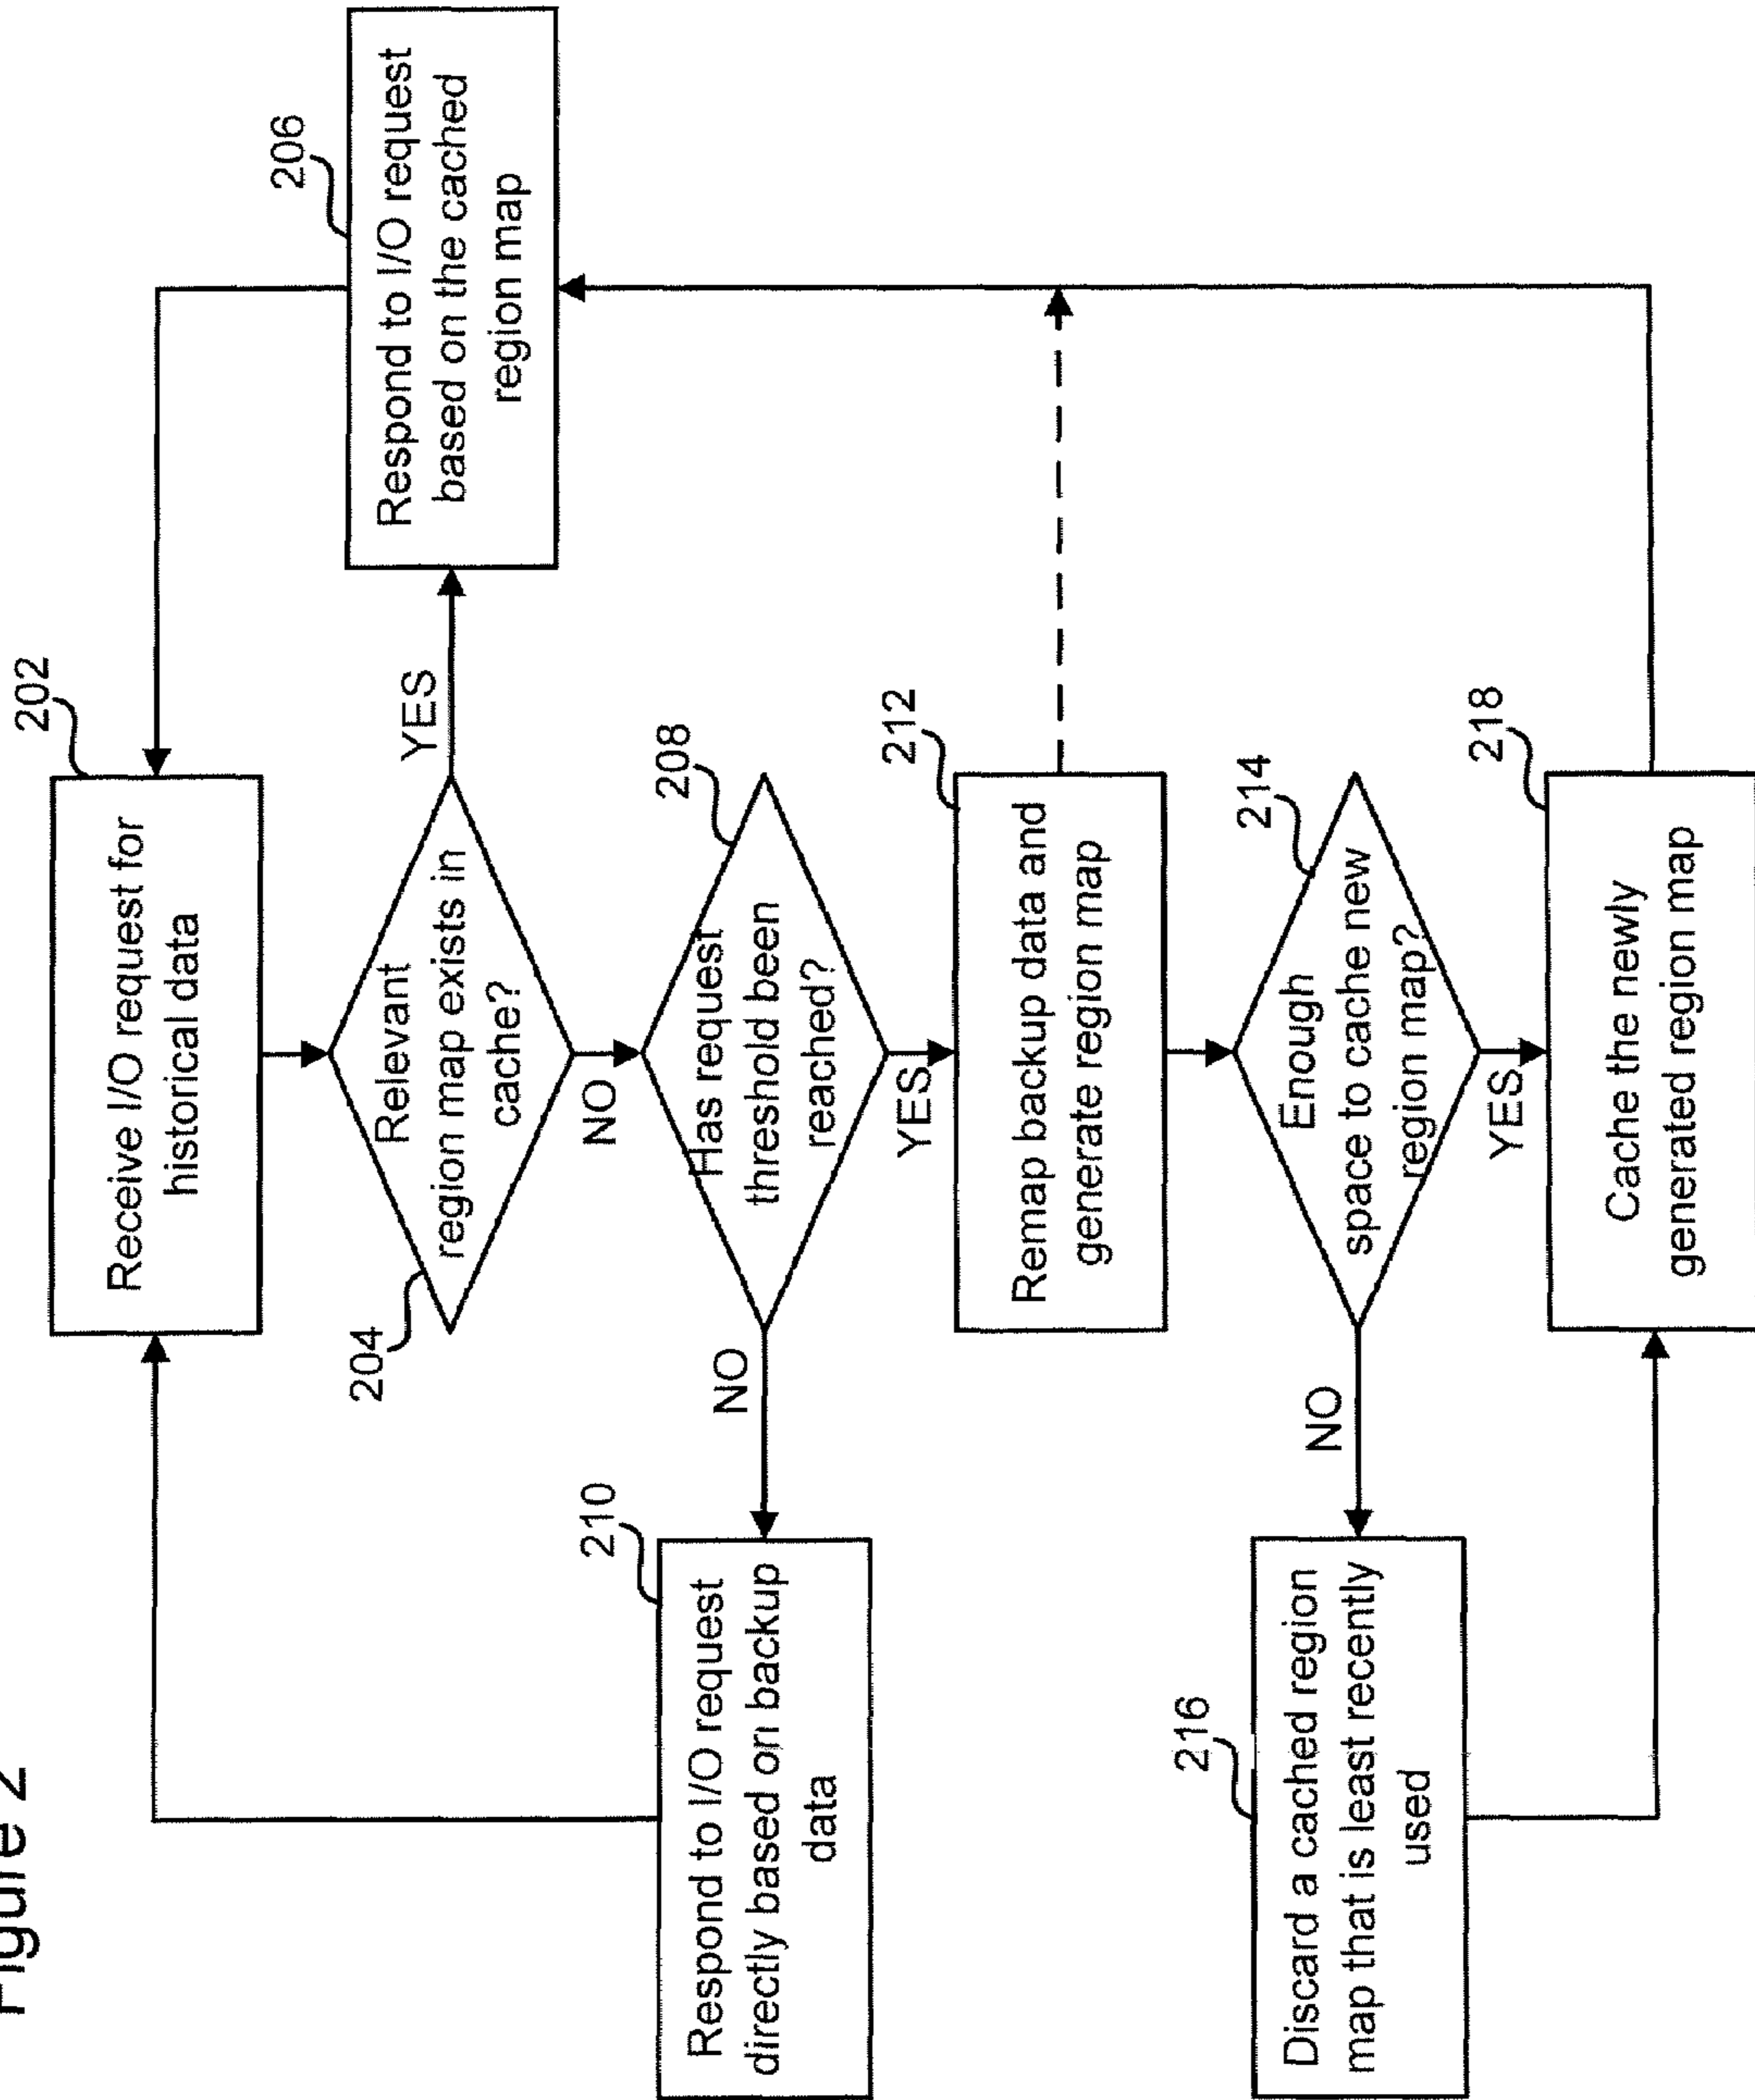 Figure 2
202
Receive I/O request for
historical data
204
Relevant
region map exists in
cache?
YES
206
Respond to I/O request
based on the cached
region map
NO
208
Has request
threshold been
reached?
NO
210
Respond to I/O request
directly based on backup
data
YES
212
Remap backup data and
generate region map
214
Enough
space to cache new
region map?
NO
216
Discard a cached region
map that is least recently
used
YES
218
Cache the newly
generated region map